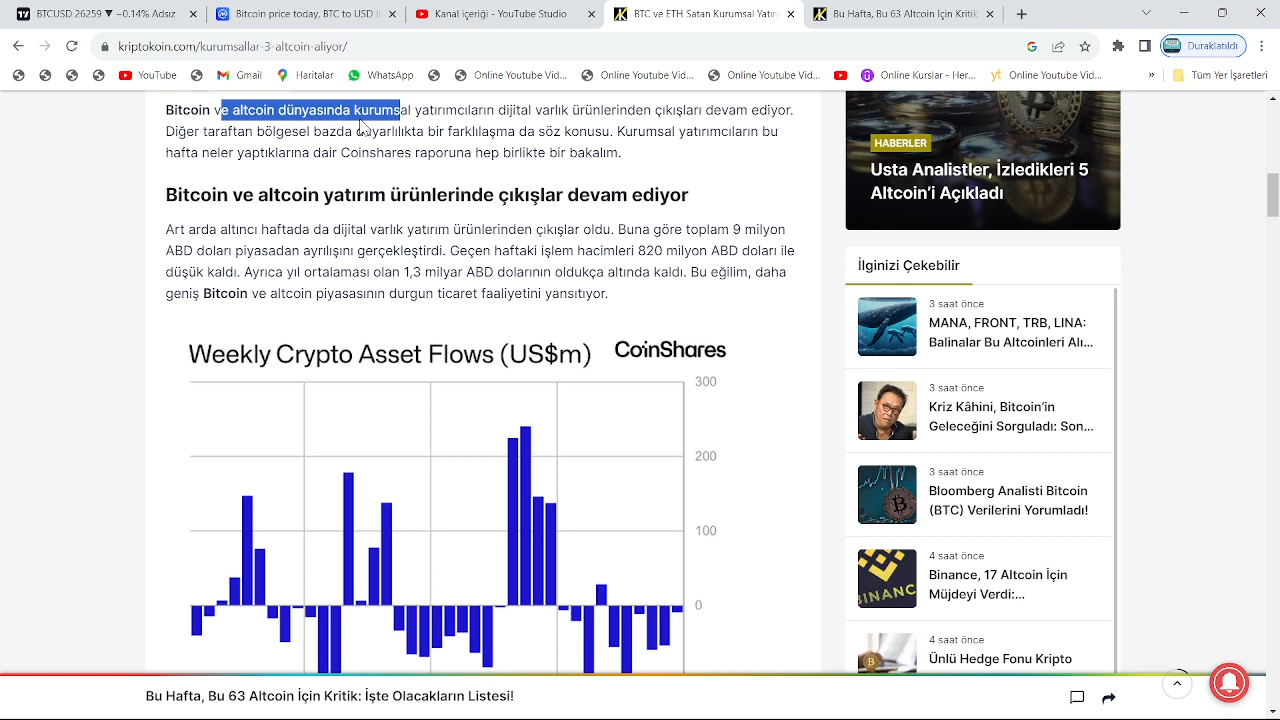 BTCUSD 26259 ▼ −0.14% Adsız
Bitcoin price today, BTC to USD li
Kanal içeriği - YouTube Studio
BTC ve ETH Satan Kurumsal Yatırı
Bu Hafta, Bu 63 Altcoin İçin Kritik:
kriptokoin.com/kurumsallar-3-altcoin-aliyor/
Duraklatıldı
YouTube
Gmail
Haritalar
WhatsApp
Online Youtube Vid...
Online Youtube Vid...
Online Youtube Vid...
Online Kurslar - Her...
yt Online Youtube Vid...
»
Tüm Yer İşaretleri
Bitcoin ve altcoin dünyasında kurumsal yatırımcıların dijital varlık ürünlerinden çıkışları devam ediyor.
Diğer taraftan bölgesel bazda duyarlılıkta bir farklılaşma da söz konusu. Kurumsal yatırımcıların bu
hafta neler yaptıklarına dair Coinshares raporuna hep birlikte bir bakalım.
Bitcoin ve altcoin yatırım ürünlerinde çıkışlar devam ediyor
Art arda altıncı haftada da dijital varlık yatırım ürünlerinden çıkışlar oldu. Buna göre toplam 9 milyon
ABD doları piyasadan ayrılışını gerçekleştirdi. Geçen haftaki işlem hacimleri 820 milyon ABD doları ile
düşük kaldı. Ayrıca yıl ortalaması olan 1,3 milyar ABD dolarının oldukça altında kaldı. Bu eğilim, daha
geniş Bitcoin ve altcoin piyasasının durgun ticaret faaliyetini yansıtıyor.
Weekly Crypto Asset Flows (US$m)
CoinShares
300
200
100
0
HABERLER
Usta Analistler, İzledikleri 5
Altcoin'i Açıkladı
İlginizi Çekebilir
3 saat önce
MANA, FRONT, TRB, LINA:
Balinalar Bu Altcoinleri Alı...
3 saat önce
Kriz Kâhini, Bitcoin'in
Geleceğini Sorguladı: Son...
3 saat önce
Bloomberg Analisti Bitcoin
(BTC) Verilerini Yorumladı!
4 saat önce
Binance, 17 Altcoin İçin
Müjdeyi Verdi:...
BINANC
4 saat önce
Ünlü Hedge Fonu Kripto
Bu Hafta, Bu 63 Altcoin İçin Kritik: İşte Olacakların Listesi!